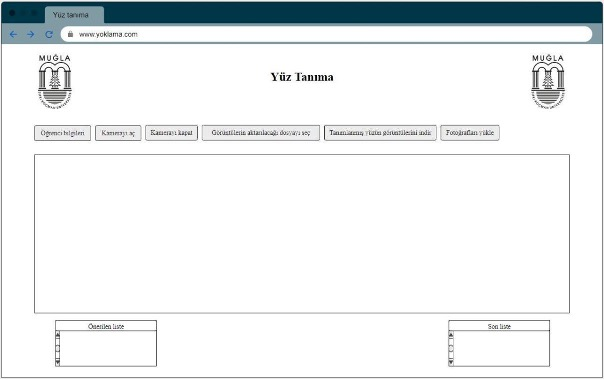 Yüz tanıma
www.yoklama.com
MUĞLA
MUĞLA
Yüz Tanıma
Öğrenci bilgileri
Kamerayı aç
Kamerayı kapat
Görüntülerin aktarılacağı dosyayı seç
Tanımlanmış yüzün görüntülerini indir
Fotoğrafları yükle
Önerilen liste
Son liste